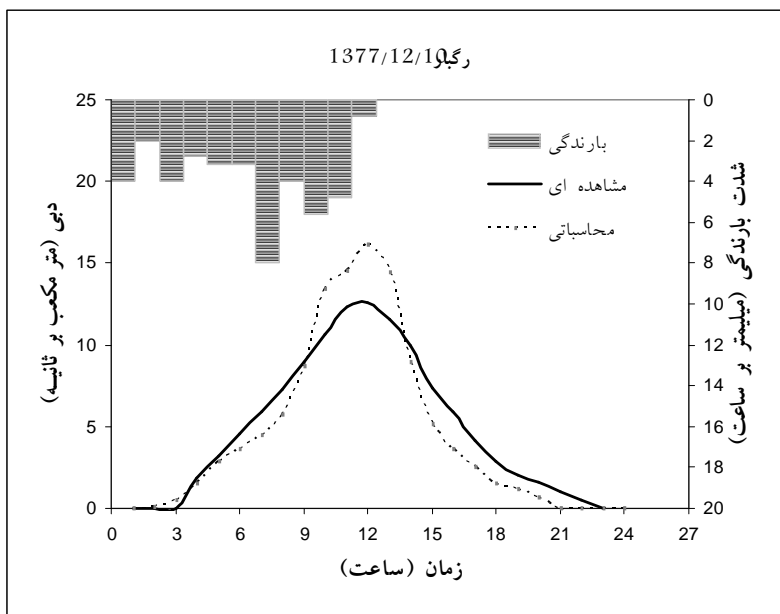 رگبار 1377/12/10
25
20
15
10
5
0
0
2
4
6
8
10
12
14
16
18
20
بارندگی
مشاهده ای
محاسباتی
دبی (متر مکعب بر ثانیه)
شدت بارندگی (میلیمتر بر ساعت)
0 3 6 9 12 15 18 21 24 27
زمان (ساعت)